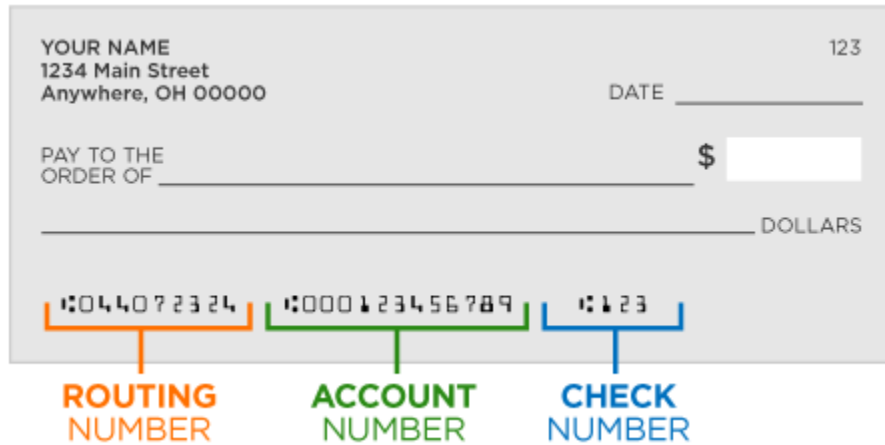 YOUR NAME 123
1234 Main Street
Anywhere, OH 00000 DATE
PAY TO THE $
ORDER OF
DOLLARS
⑆044072324 ⑆000123456789 ⑆123
ROUTING ACCOUNT CHECK
NUMBER NUMBER NUMBER